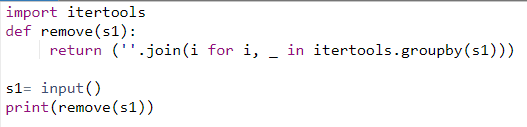 import itertools
def remove(s1):
      return (''.join(i for i, _ in itertools.groupby(s1)))

s1= input()
print(remove(s1))